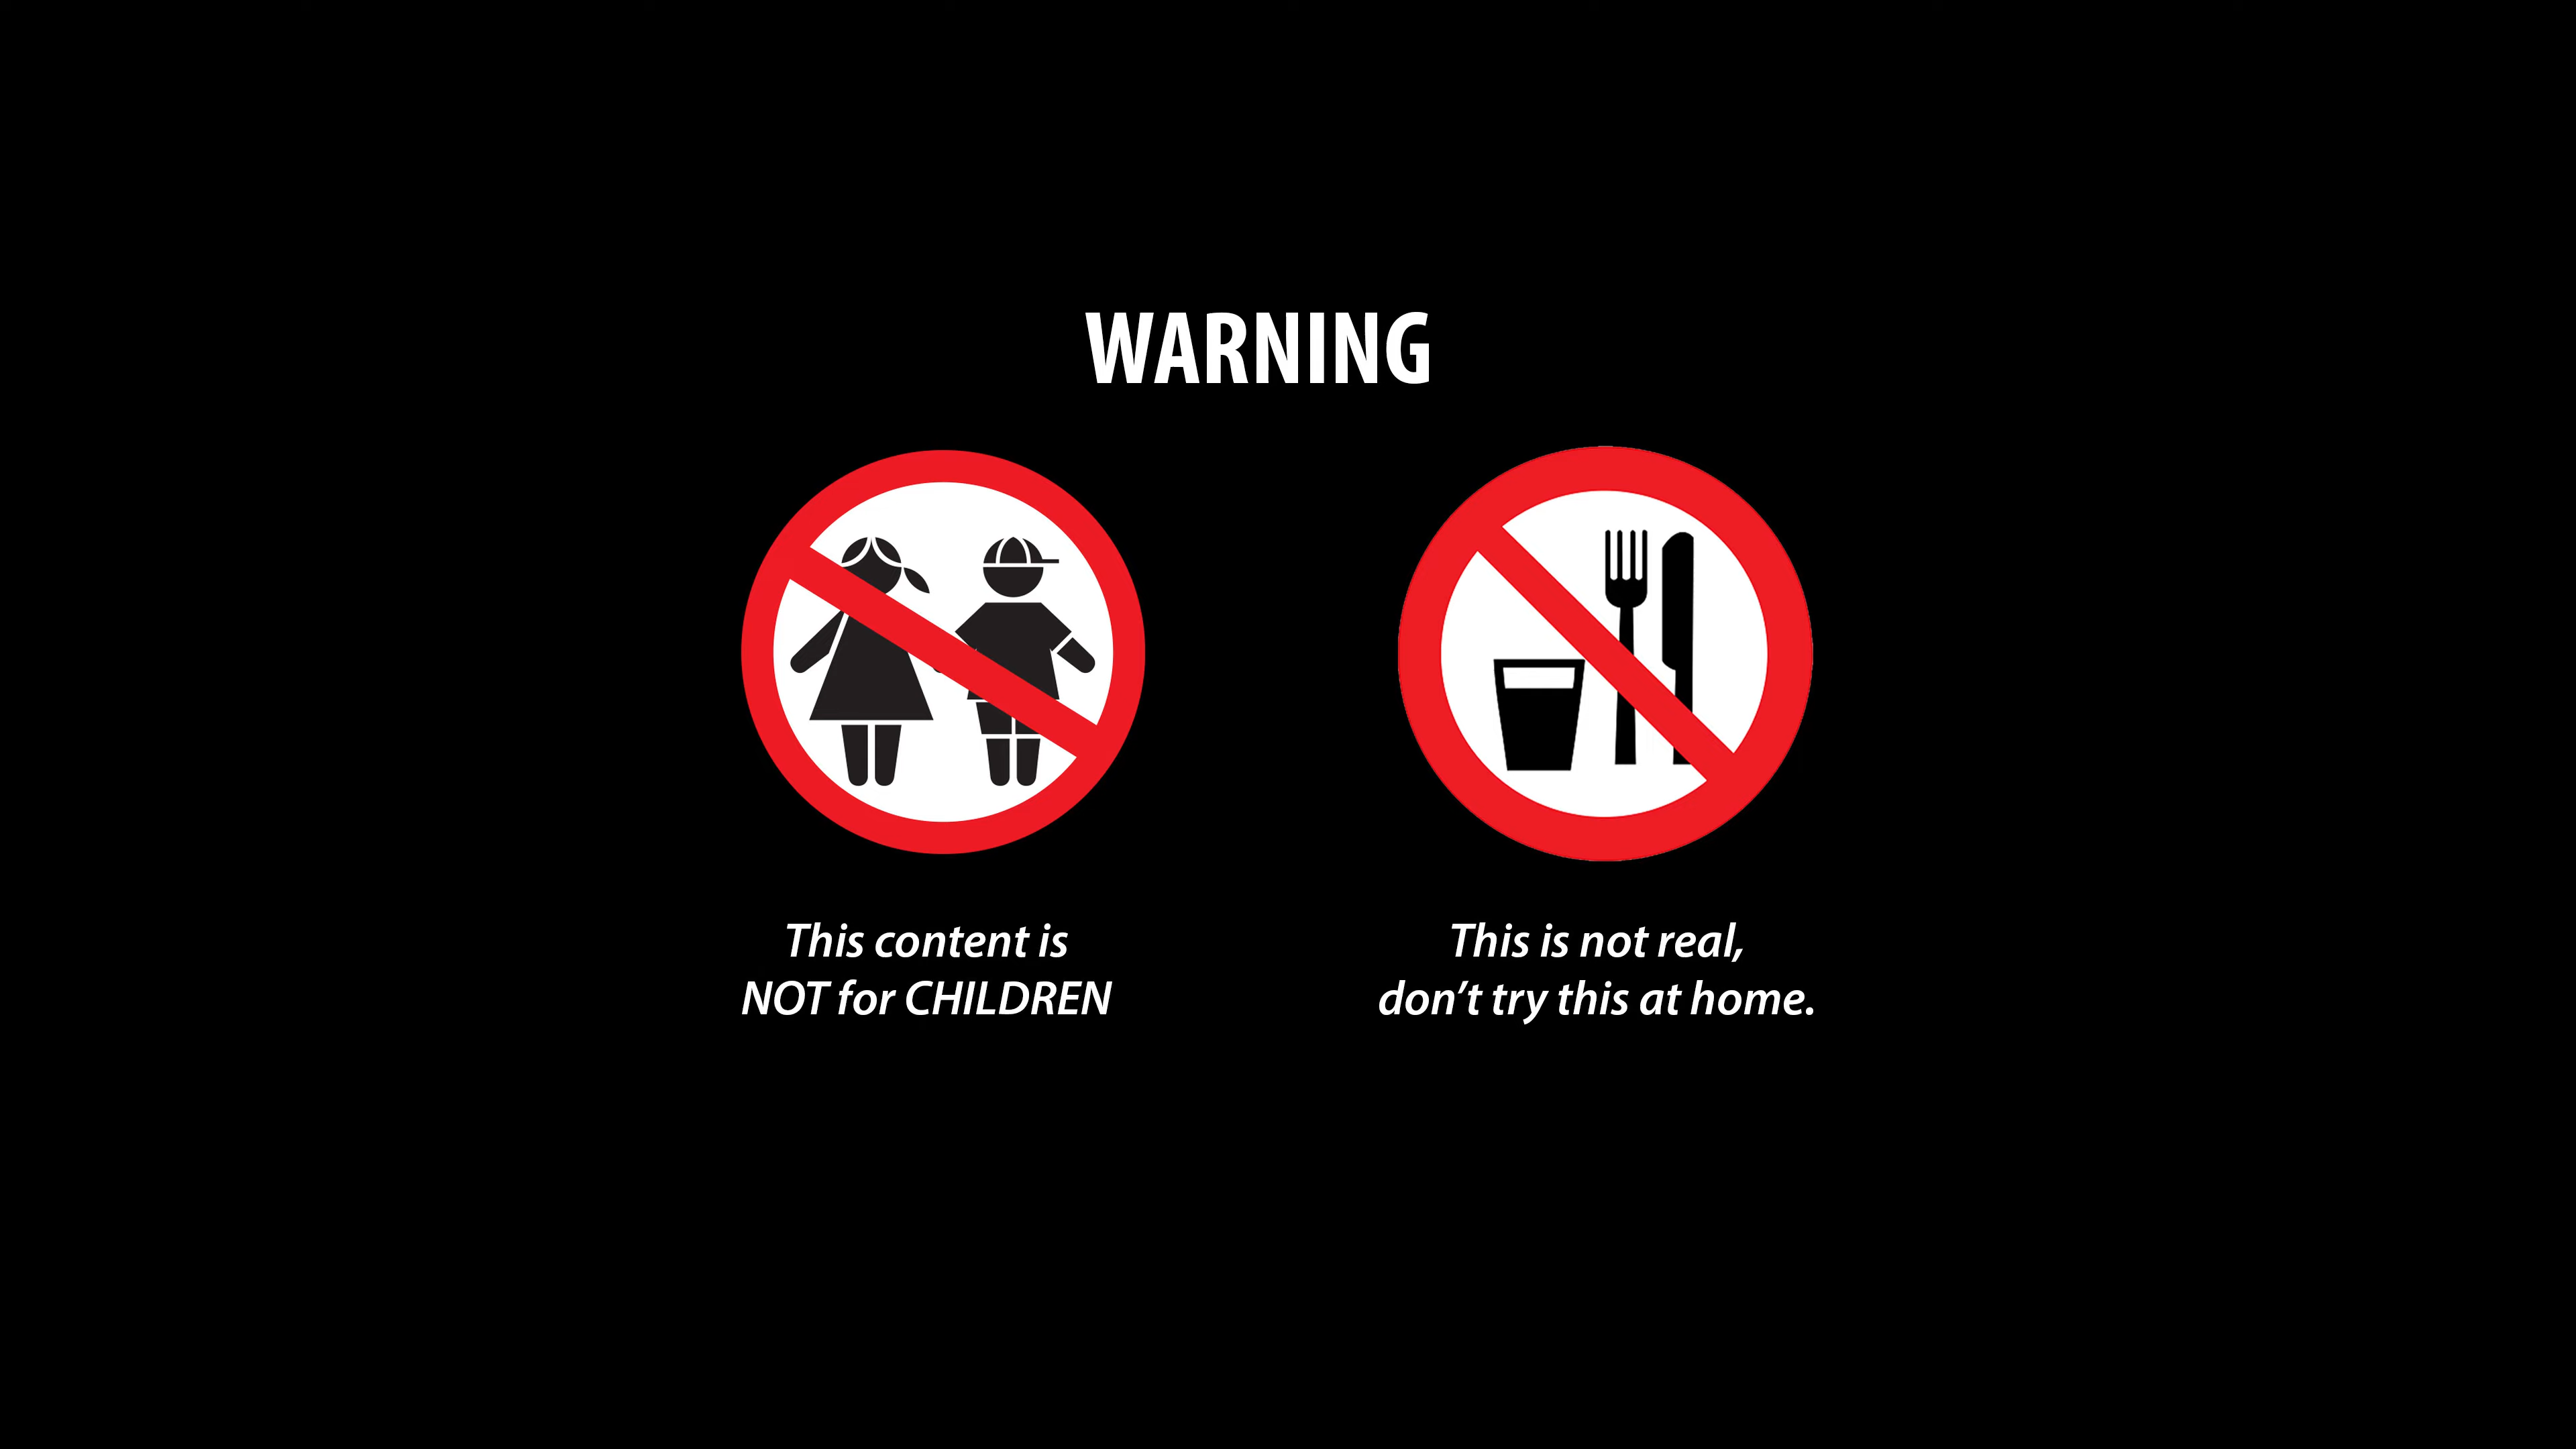 WARNING
This content is
NOT for CHILDREN
This is not real,
don’t try this at home.